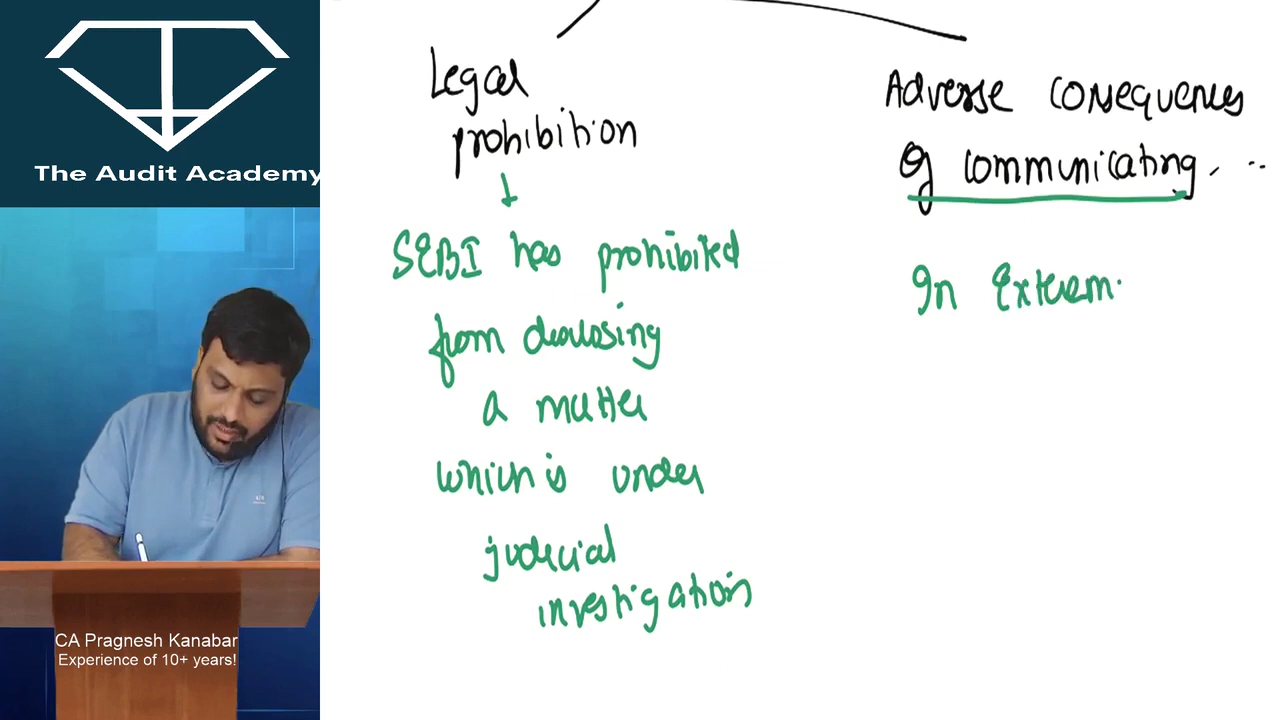 The Audit Academy
CA Pragnesh Kanabar
Experience of 10+ years!
Legal
prohibition
SEBI has prohibited
from disclosing
a matter
which is under
judicial
investigation
Adverse consequences
of communicating. ..
In Extrem.